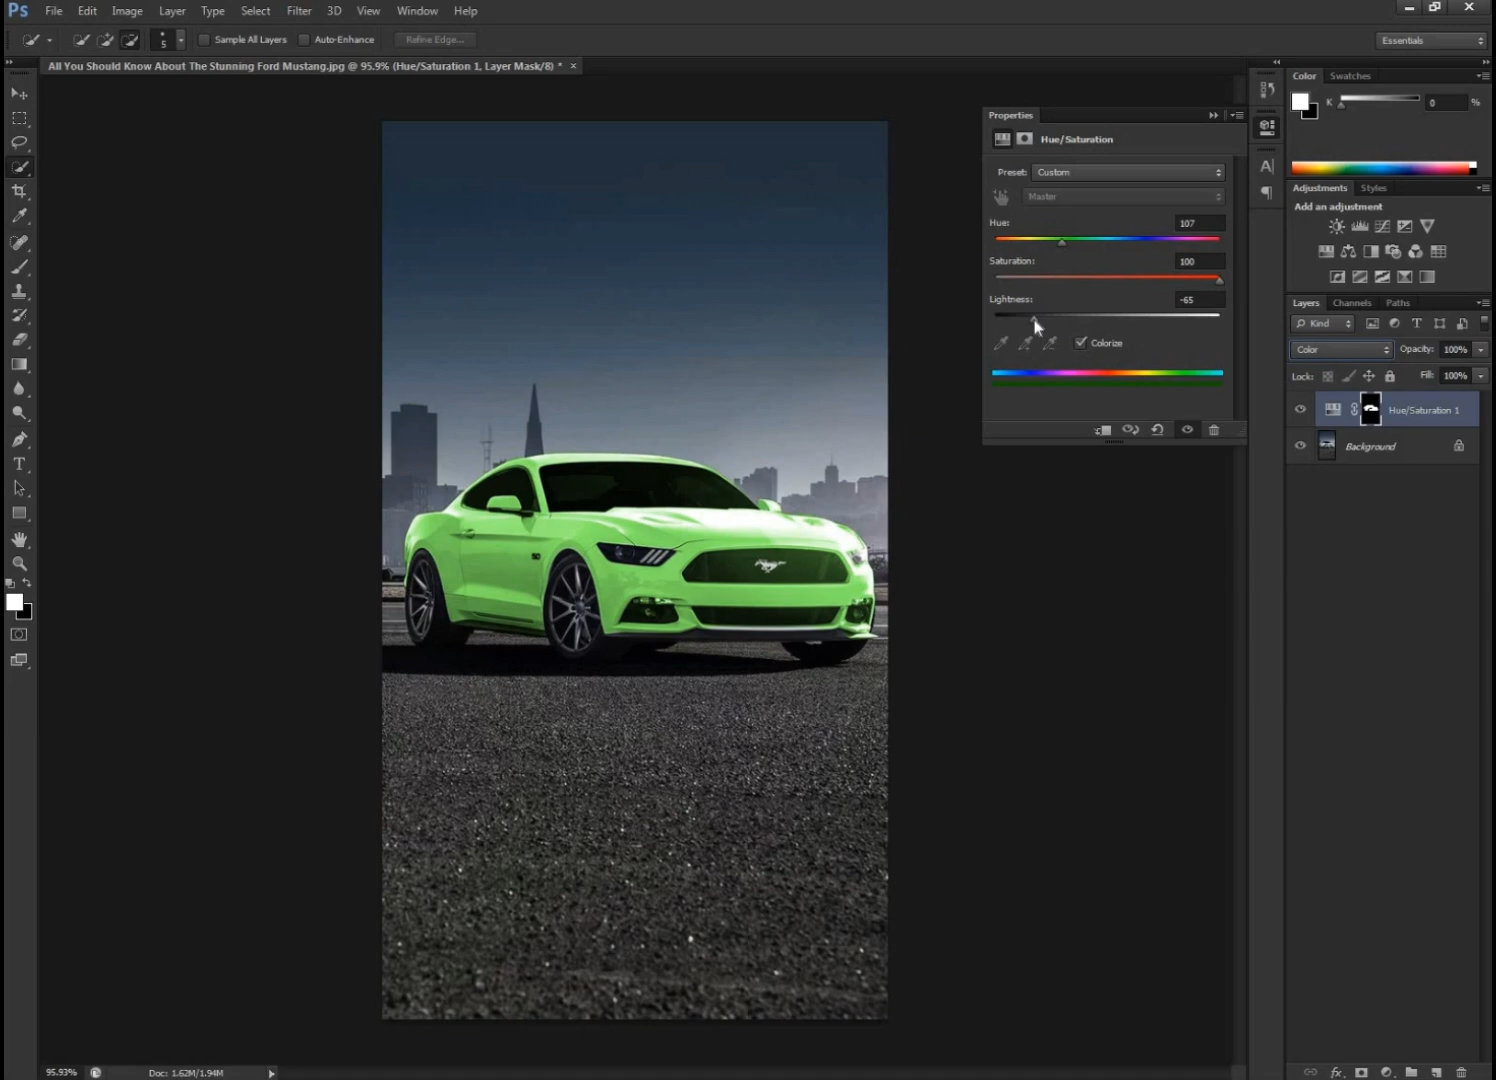 Ps File Edit Image Layer Type Select Filter 3D View Window Help
5 Sample All Layers Auto-Enhance Refine Edge... Essentials
All You Should Know About The Stunning Ford Mustang.jpg @ 95.9% (Hue/Saturation 1, Layer Mask/8) * ×
Color Swatches
K 0 %
Properties
Hue/Saturation
Preset: Custom
Master
Hue: 107
Saturation: 100
Lightness: -65
Colorize
Adjustments Styles
Add an adjustment
Layers Channels Paths
Kind
Color Opacity: 100%
Lock: Fill: 100%
Hue/Saturation 1
Background
5.0
95.93% Doc: 1.62M/1.94M